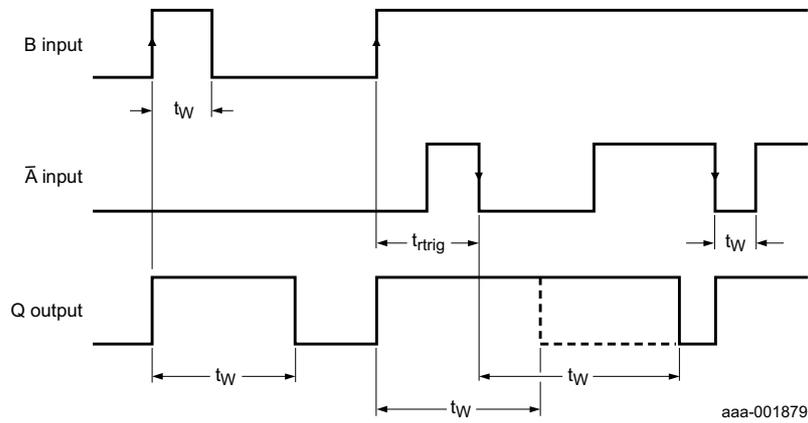 B input
tW
A̅ input
trtrig
tW
Q output
tW
tW
tW
aaa-001879